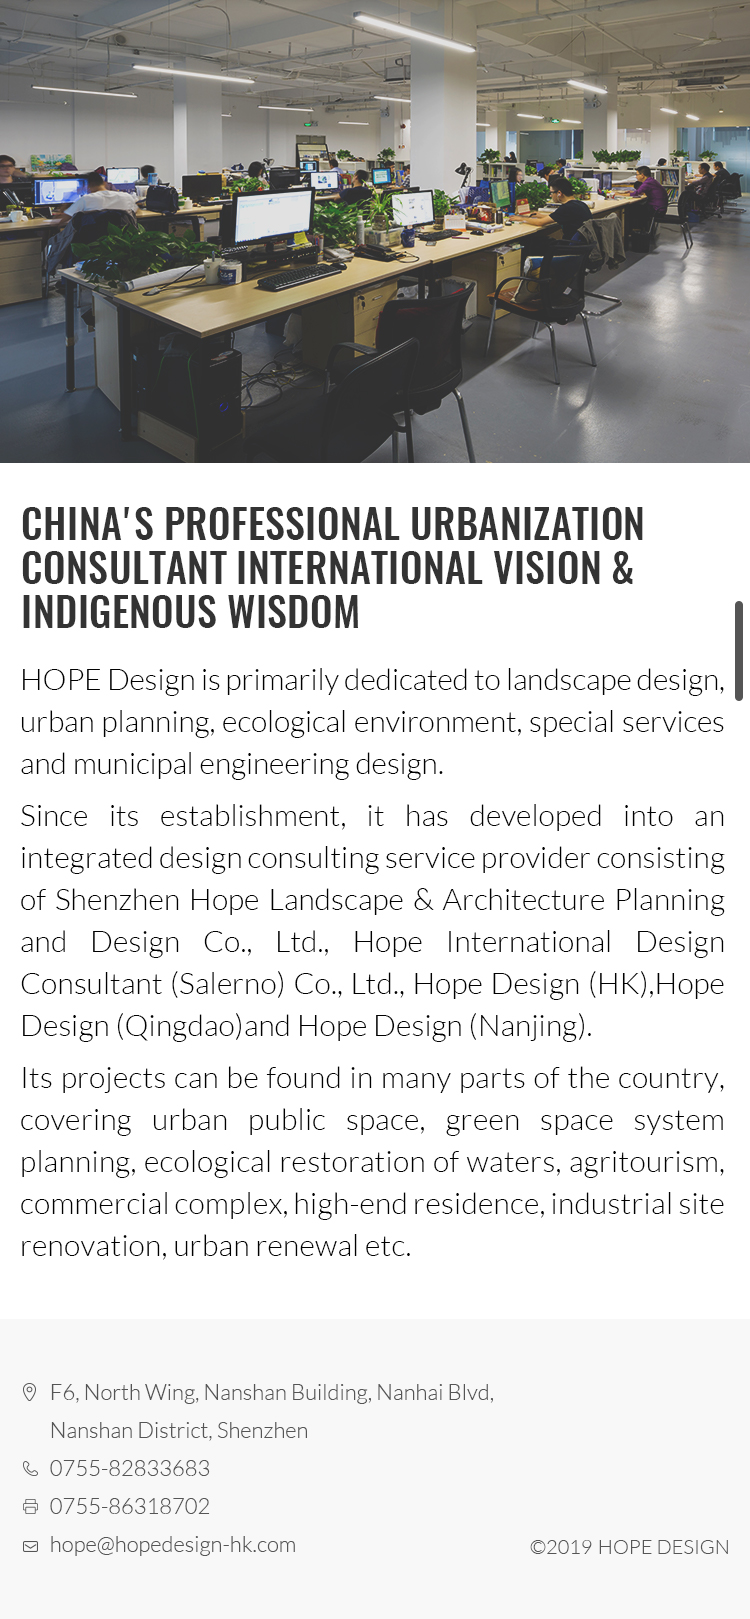 CHINA'S PROFESSIONAL URBANIZATION
CONSULTANT INTERNATIONAL VISION &
INDIGENOUS WISDOM
HOPE Design is primarily dedicated to landscape design,
urban planning, ecological environment, special services
and municipal engineering design.
Since its establishment, it has developed into an
integrated design consulting service provider consisting
of Shenzhen Hope Landscape & Architecture Planning
and Design Co., Ltd., Hope International Design
Consultant (Salerno) Co., Ltd., Hope Design (HK),Hope
Design (Qingdao)and Hope Design (Nanjing).
Its projects can be found in many parts of the country,
covering urban public space, green space system
planning, ecological restoration of waters, agritourism,
commercial complex, high-end residence, industrial site
renovation, urban renewal etc.
F6, North Wing, Nanshan Building, Nanhai Blvd,
Nanshan District, Shenzhen
0755-82833683
0755-86318702
hope@hopedesign-hk.com
©2019 HOPE DESIGN